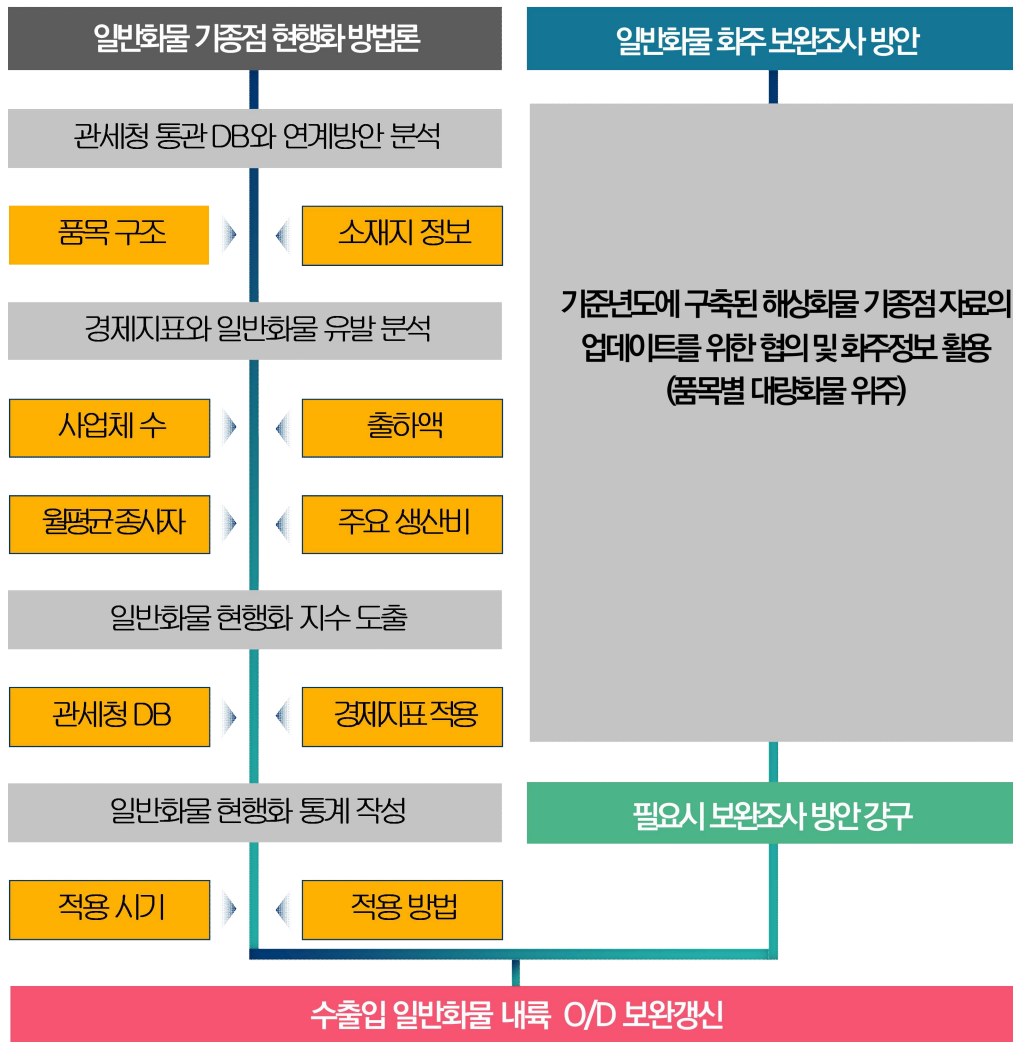 일반화물 기종점 현행화 방법론
관세청 통관 DB와 연계방안 분석
품목 구조
소재지 정보
경제지표와 일반화물 유발 분석
사업체 수
출하액
월평균종사자
주요 생산비
일반화물 현행화 지수 도출
관세청 DB
경제지표 적용
일반화물 현행화 통계 작성
적용 시기
적용 방법
일반화물 화주 보완조사 방안
기준년도에 구축된 해상화물 기종점 자료의
업데이트를 위한 협의 및 화주정보 활용
(품목별 대량화물 위주)
필요시 보완조사 방안 강구
수출입 일반화물 내륙 O/D 보완갱신